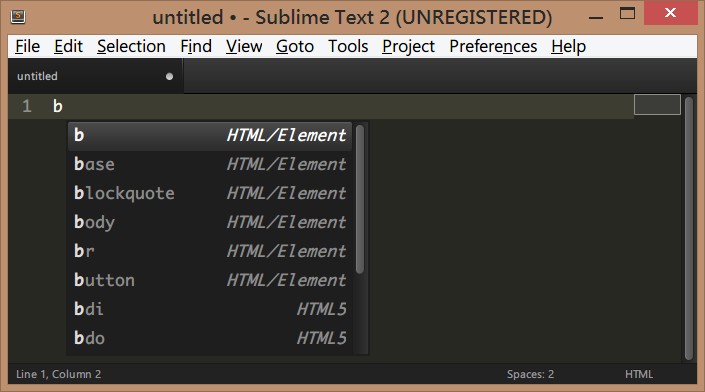 untitled • - Sublime Text 2 (UNREGISTERED)
File Edit Selection Find View Goto Tools Project Preferences Help
untitled
1 b
b HTML/Element
base HTML/Element
blockquote HTML/Element
body HTML/Element
br HTML/Element
button HTML/Element
bdi HTML5
bdo HTML5
Line 1, Column 2 Spaces: 2 HTML